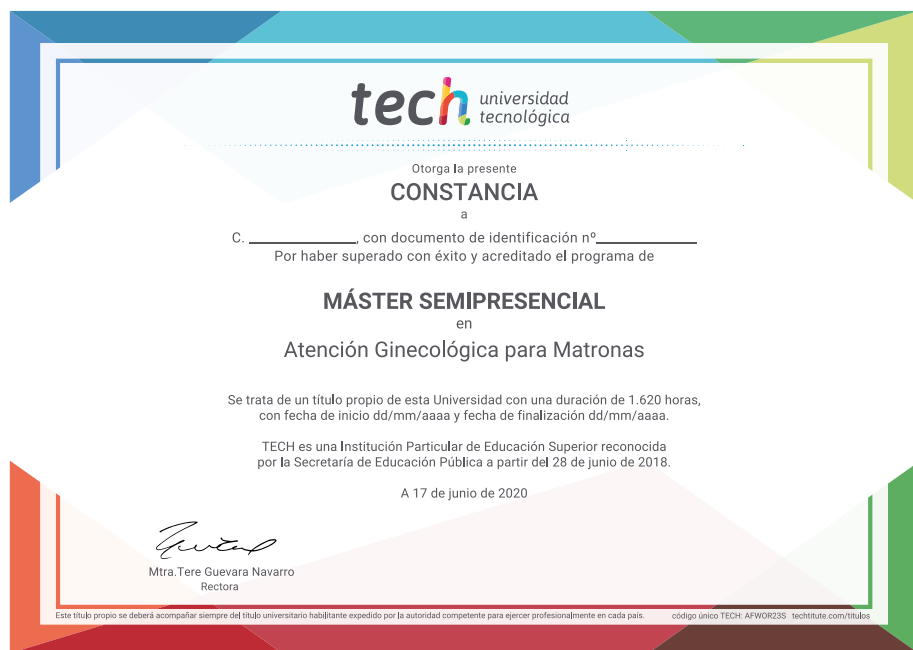 tech universidad
tecnológica
Otorga la presente
CONSTANCIA
a
C. ____________, con documento de identificación nº____________
Por haber superado con éxito y acreditado el programa de
MÁSTER SEMIPRESENCIAL
en
Atención Ginecológica para Matronas
Se trata de un título propio de esta Universidad con una duración de 1.620 horas,
con fecha de inicio dd/mm/aaaa y fecha de finalización dd/mm/aaaa.
TECH es una Institución Particular de Educación Superior reconocida
por la Secretaría de Educación Pública a partir del 28 de junio de 2018.
A 17 de junio de 2020
Mtra.Tere Guevara Navarro
Rectora
Este título propio se deberá acompañar siempre del título universitario habilitante expedido por la autoridad competente para ejercer profesionalmente en cada país. código único TECH: AFWOR23S techtitute.com/titulos